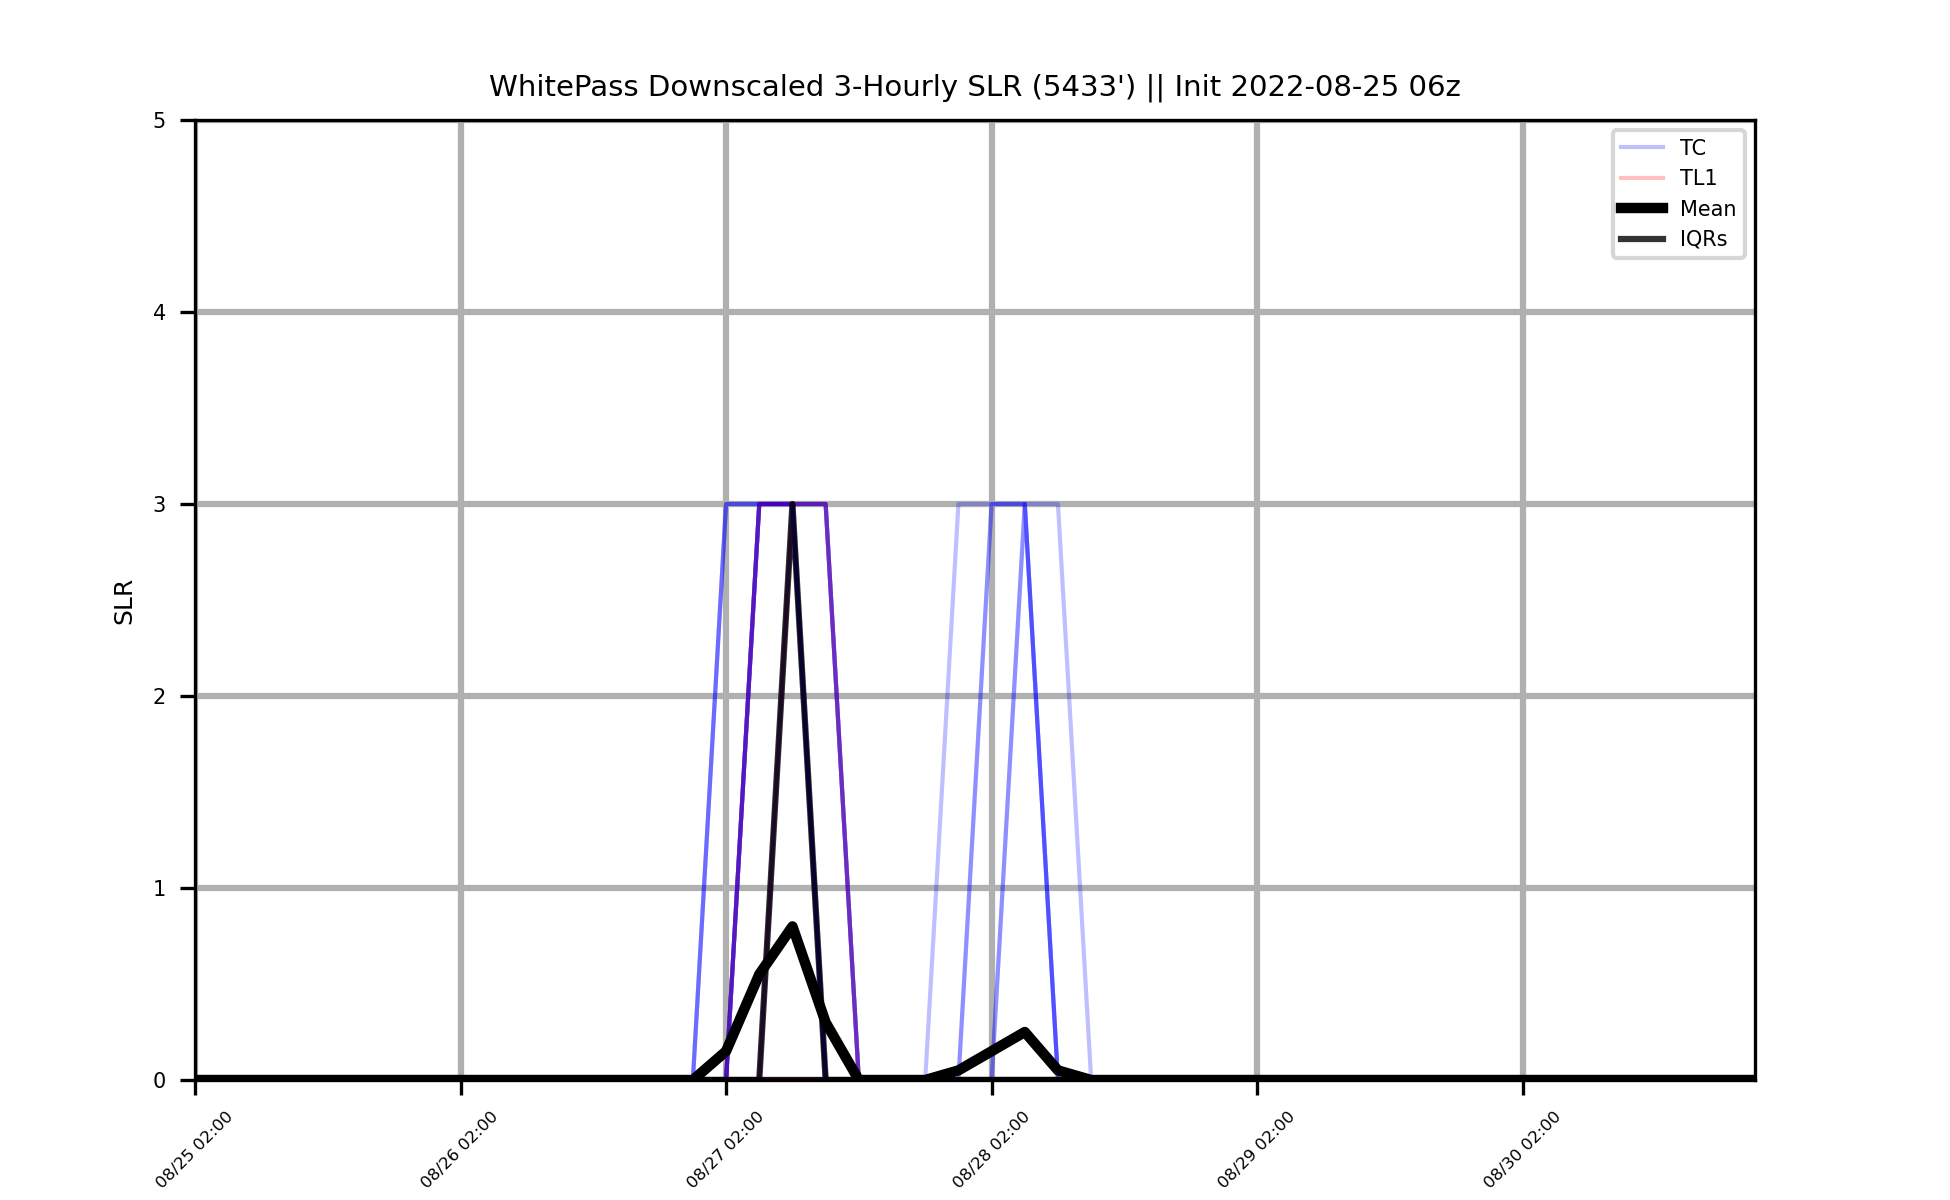 WhitePass Downscaled 3-Hourly SLR (5433') || Init 2022-08-25 06z
TC
TL1
Mean
IQRs
SLR
5
4
3
2
1
0
08/25 02:00
08/26 02:00
08/27 02:00
08/28 02:00
08/29 02:00
08/30 02:00